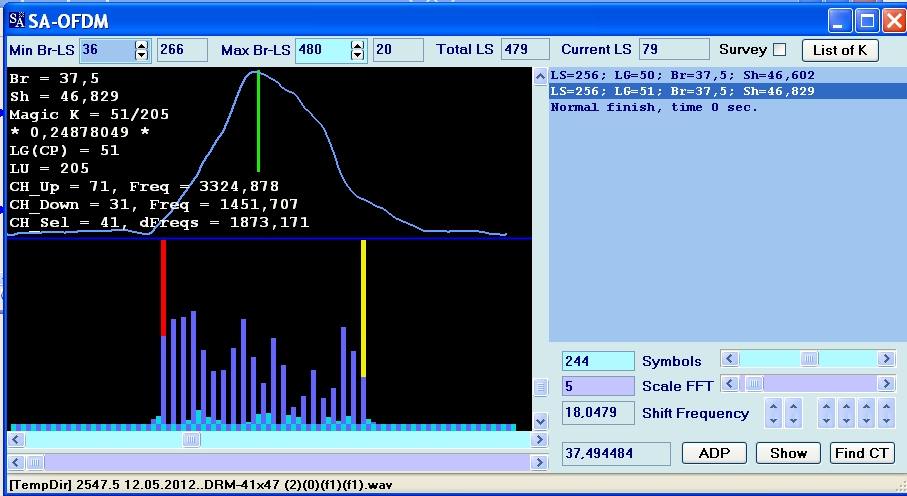 SA SA-OFDM
Min Br-LS 36 266 Max Br-LS 480 20 Total LS 479 Current LS 79 Survey List of K
Br = 37,5
Sh = 46,829
Magic K = 51/205
* 0,24878049 *
LG(CP) = 51
LU = 205
CH_Up = 71, Freq = 3324,878
CH_Down = 31, Freq = 1451,707
CH_Sel = 41, dFreqs = 1873,171
LS=256; LG=50; Br=37,5; Sh=46,602
LS=256; LG=51; Br=37,5; Sh=46,829
Normal finish, time 0 sec.
244 Symbols
5 Scale FFT
18,0479 Shift Frequency
37,494484 ADP Show Find CT
[TempDir] 2547.5 12.05.2012..DRM-41x47 (2)(0)(f1)(f1).wav